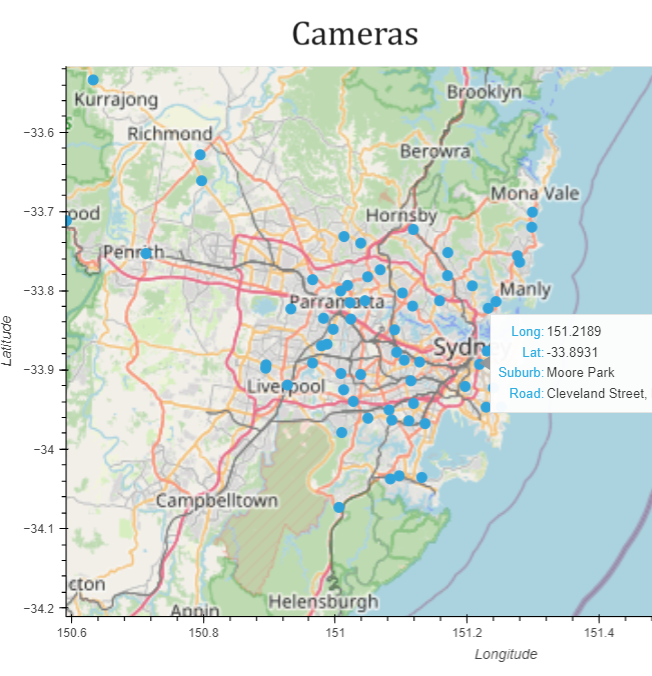 Cameras
Brooklyn
Kurrajong
-33.6
Richmond
Berowra
Mona Vale
-33.7
ood
Hornsby
Penrith
-33.8
Manly
Parramatta
Long: 151.2189
Sydn
Lat: -33.8931
-33.9
Suburb: Moore Park
Liverpool
Road: Cleveland Street,
Latitude
-34
Campbelltown
-34.1
cton
Helensburgh
-34.2
Appin
150.6 150.8 151 151.2 151.4
Longitude